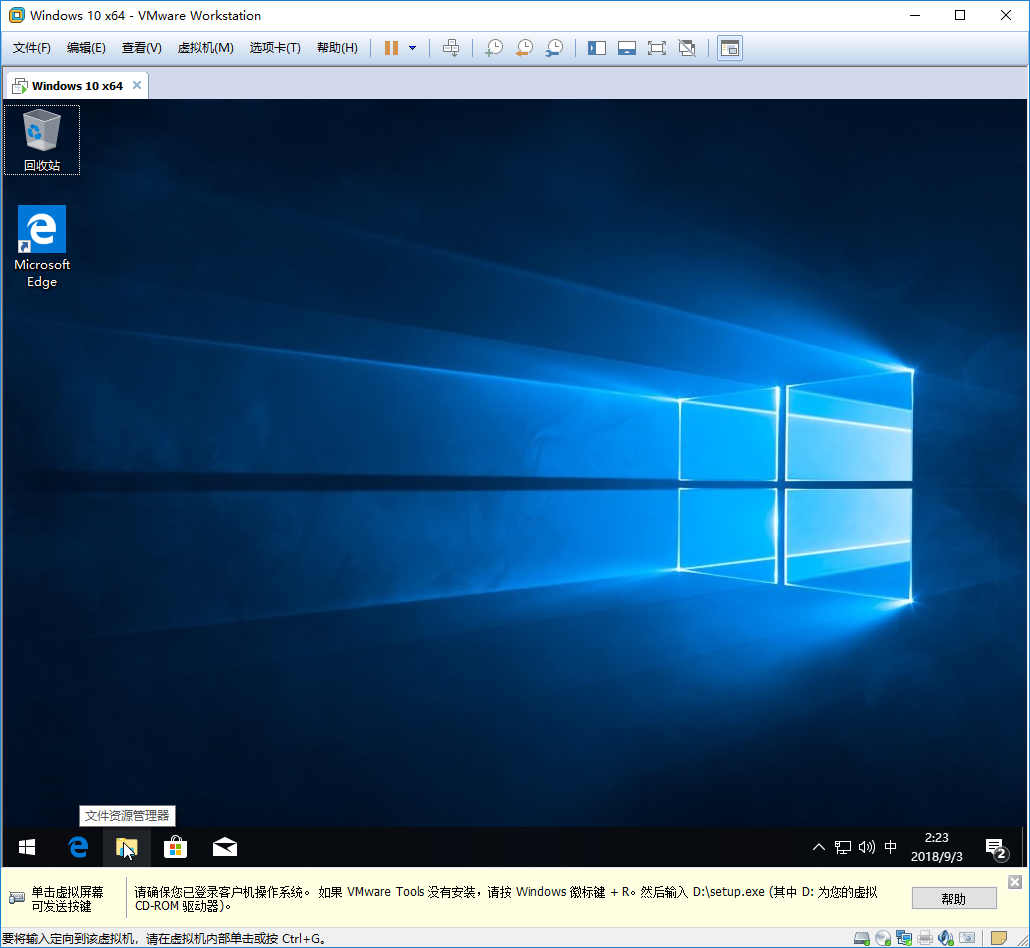 Windows 10 x64 - VMware Workstation
文件(F) 编辑(E) 查看(V) 虚拟机(M) 选项卡(T) 帮助(H)
Windows 10 x64
回收站
Microsoft
Edge
文件资源管理器
中
2:23
2018/9/3
2
单击虚拟屏幕
可发送按键
请确保您已登录客户机操作系统。如果 VMware Tools 没有安装，请按 Windows 徽标键 + R。然后输入 D:\setup.exe (其中 D: 为您的虚拟
CD-ROM 驱动器)。
帮助
要将输入定向到该虚拟机，请在虚拟机内部单击或按 Ctrl+G。